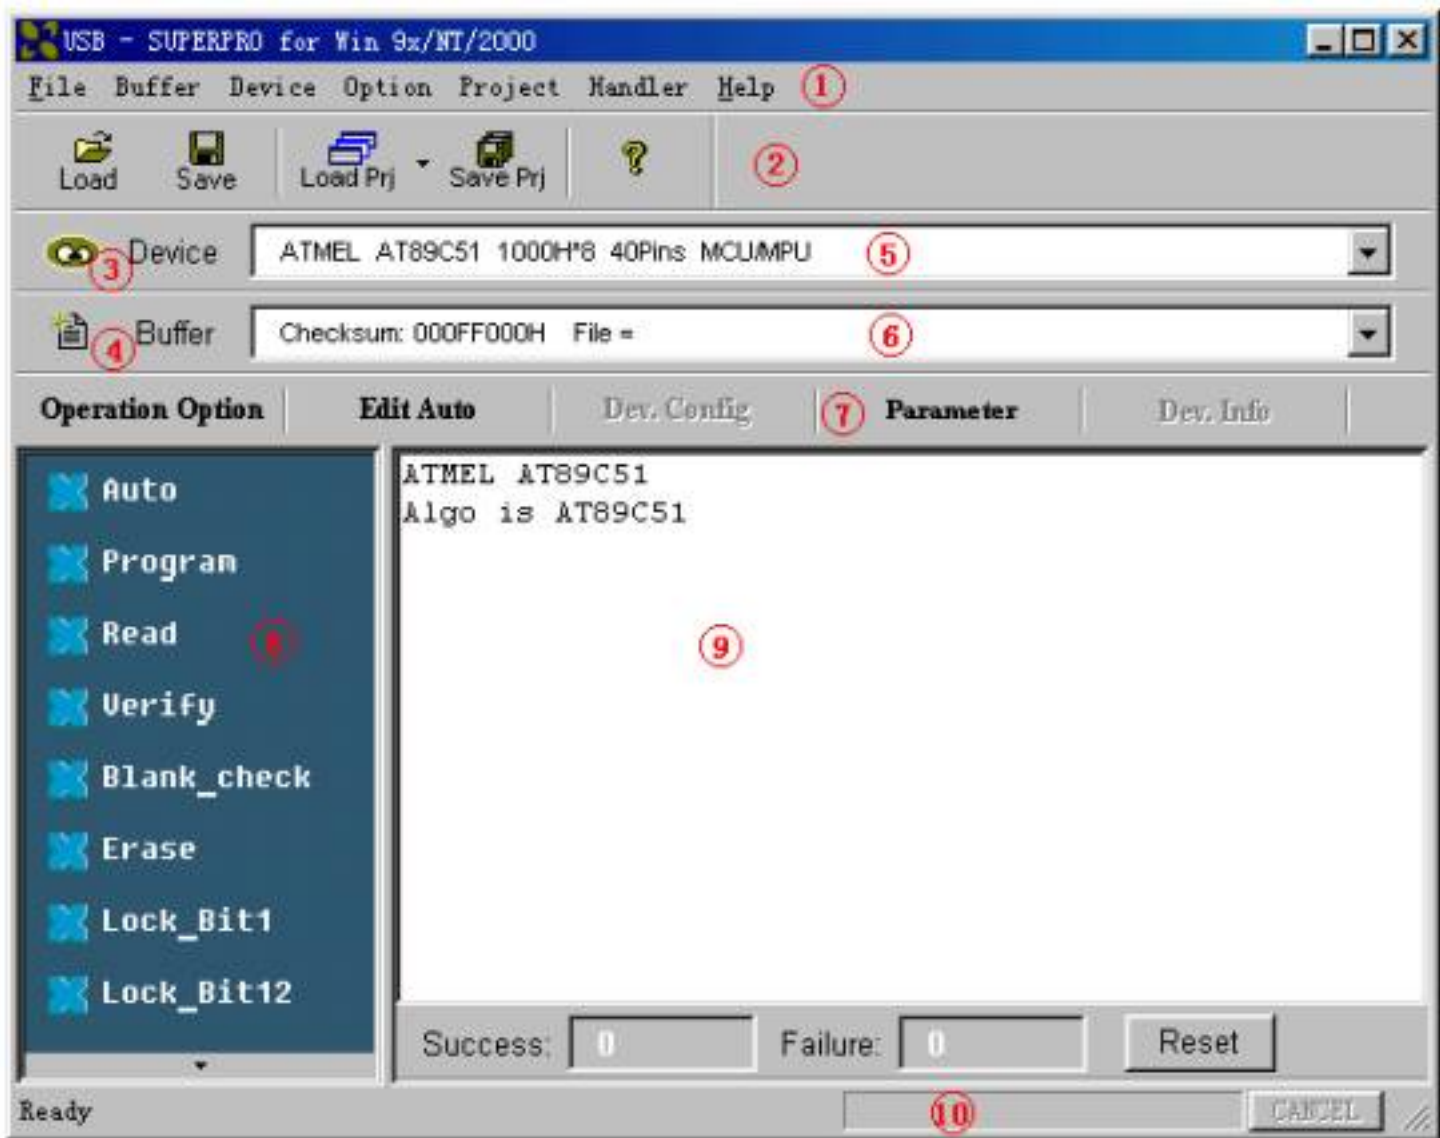 USB - SUPERPRO for Win 9x/NT/2000
File Buffer Device Option Project Handler Help ①
Load Save Load Prj Save Prj ? ②
③ Device ATMEL AT89C51 1000H*8 40Pins MCU/MPU ⑤
④ Buffer Checksum: 000FF000H File = ⑥
Operation Option Edit Auto Dev. Config ⑦ Parameter Dev. Info
Auto
Program
Read ⑧
Verify
Blank_check
Erase
Lock_Bit1
Lock_Bit12
ATMEL AT89C51
Algo is AT89C51
⑨
Success: 0 Failure: 0 Reset
Ready ⑩ CANCEL